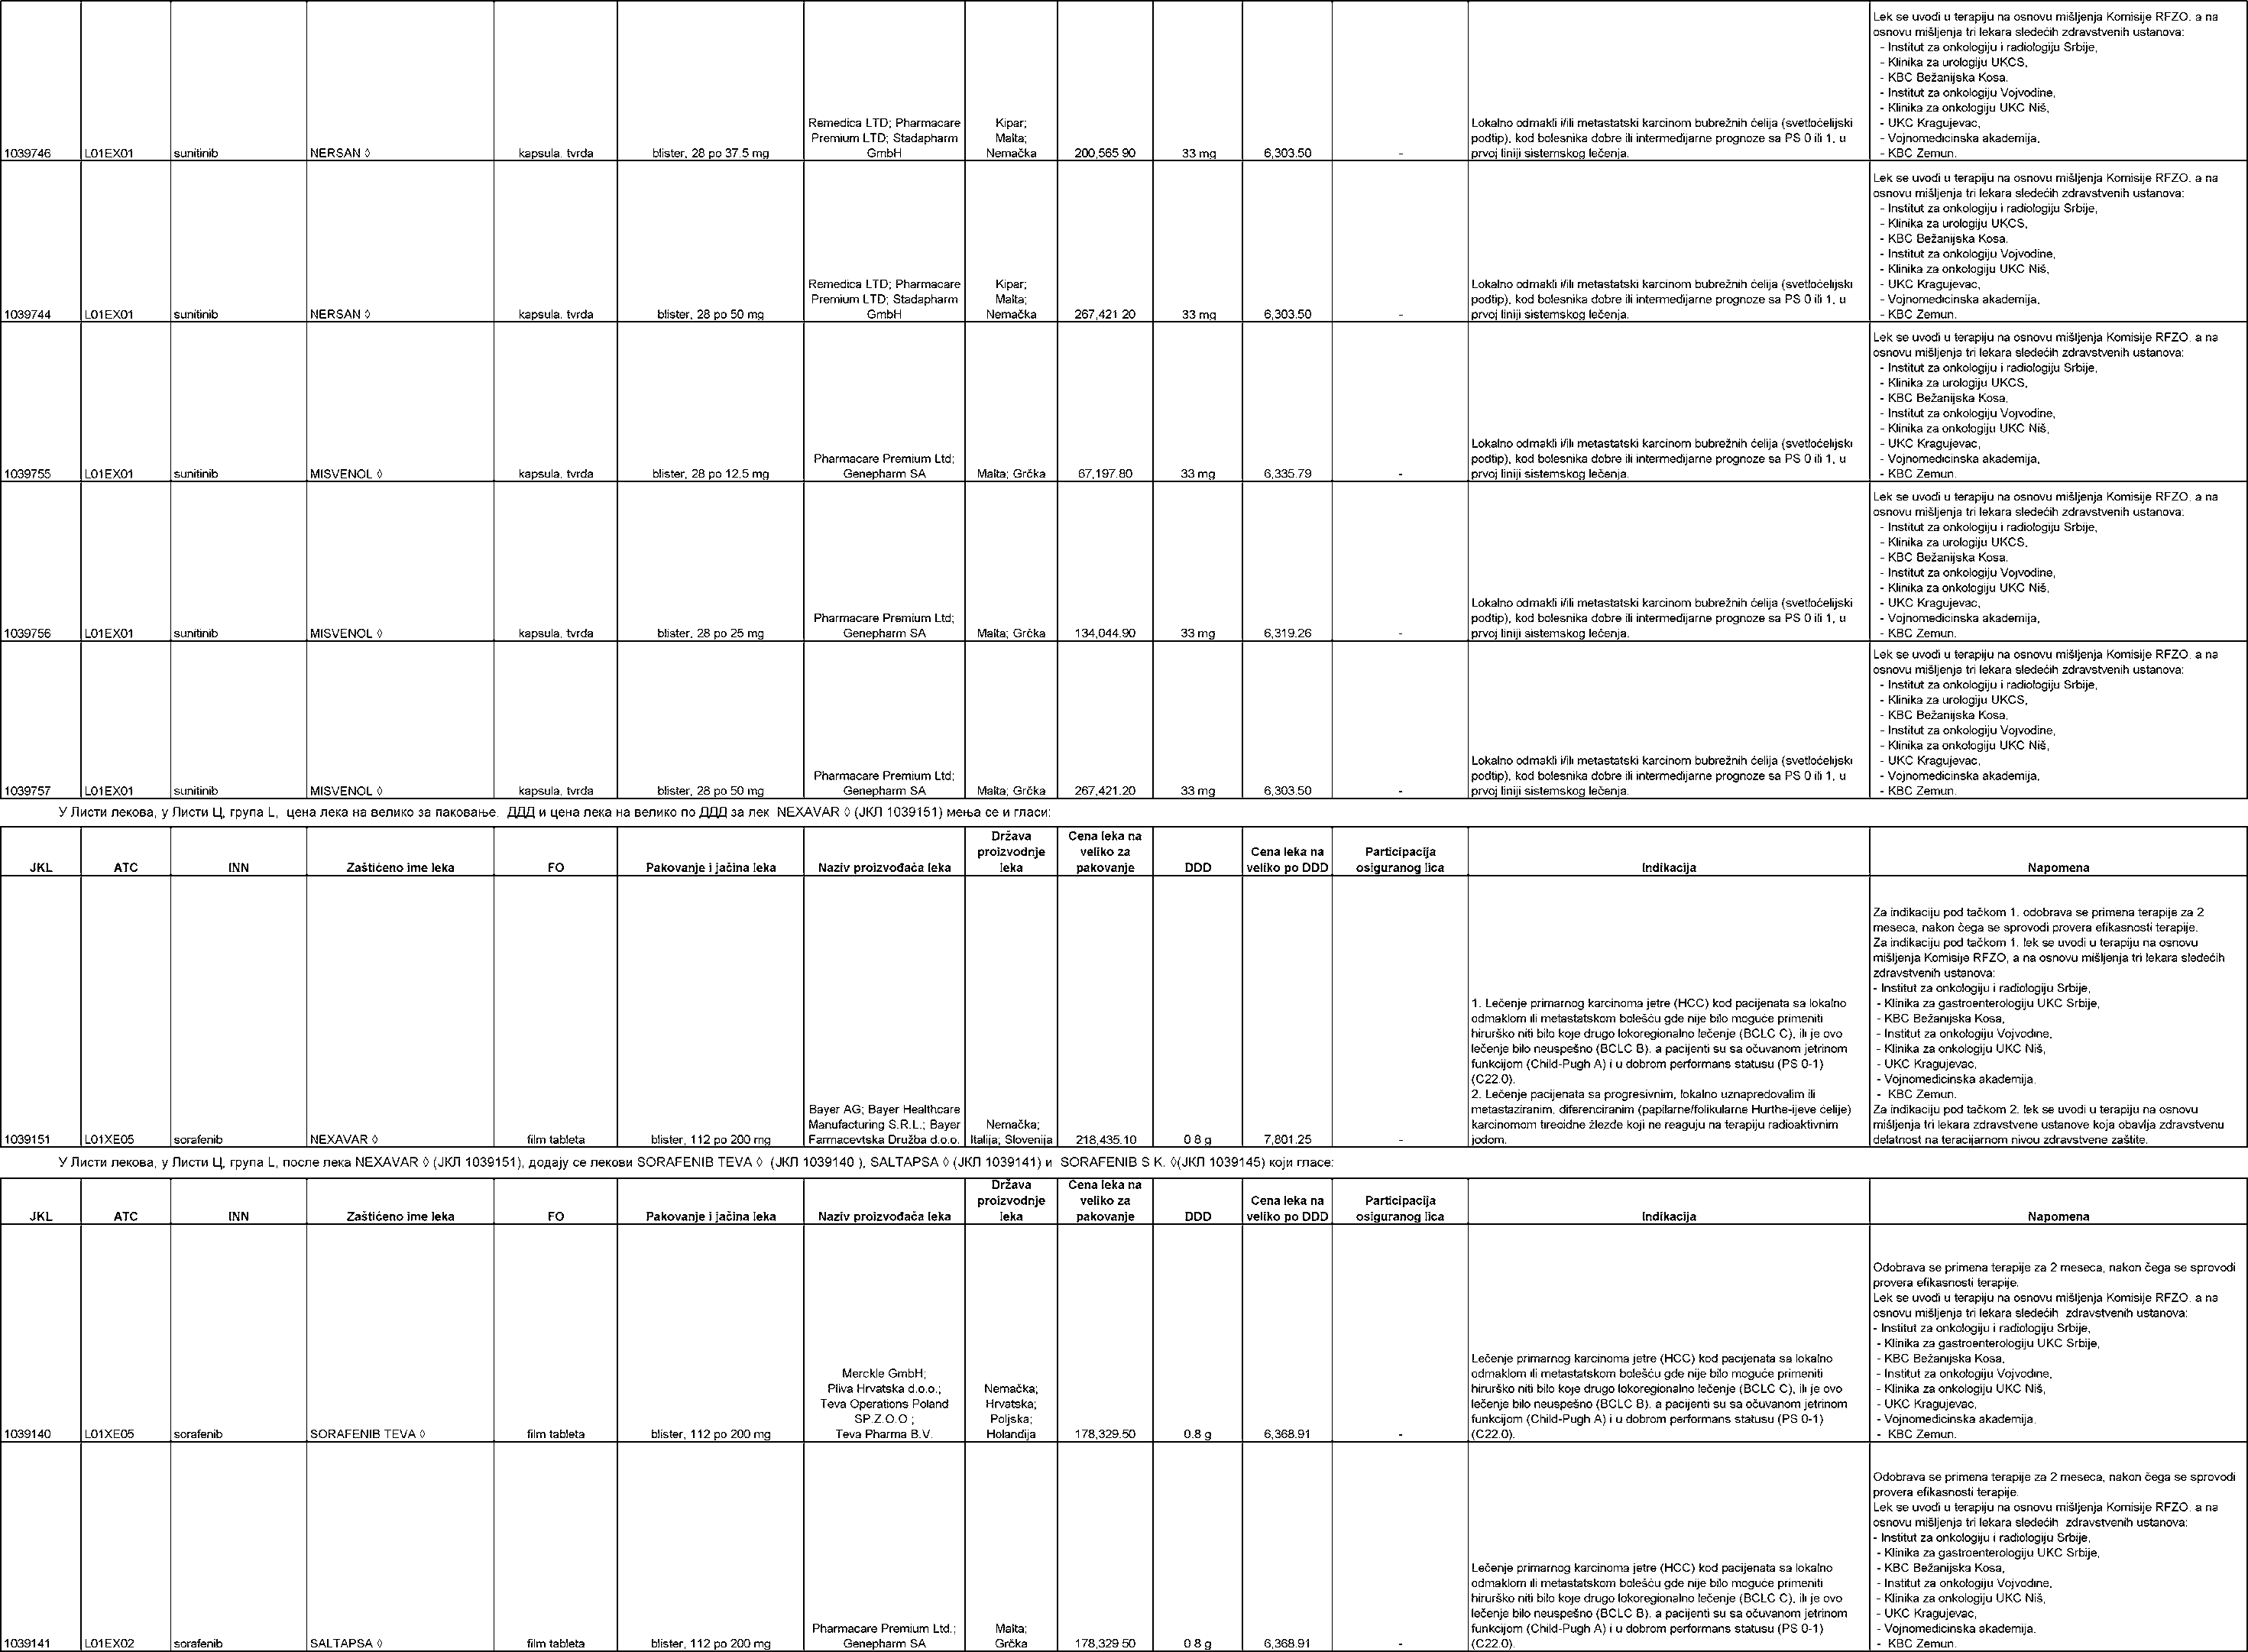 Lek se uvodi u terapiju na osnovu mišljenja Komisije RFZO, a na
osnovu mišljenja tri lekara sledećih zdravstvenih ustanova:
- Institut za onkologiju i radiologiju Srbije,
- Klinika za urologiju UKCS,
- KBC Bežanijska Kosa,
- Institut za onkologiju Vojvodine,
- Klinika za onkologiju UKC Niš,
- UKC Kragujevac,
- Vojnomedicinska akademija,
- KBC Zemun.
1039746 L01EX01 sunitinib NERSAN ◊ kapsula, tvrda blister, 28 po 37.5 mg
Remedica LTD; Pharmacare
Premium LTD; Stadapharm
GmbH
Kipar;
Malta;
Nemačka
200,565.90 33 mg 6,303.50 -
Lokalno odmakli i/ili metastatski karcinom bubrežnih ćelija (svetloćelijski
podtip), kod bolesnika dobre ili intermedijarne prognoze sa PS 0 ili 1, u
prvoj liniji sistemskog lečenja.
Lek se uvodi u terapiju na osnovu mišljenja Komisije RFZO, a na
osnovu mišljenja tri lekara sledećih zdravstvenih ustanova:
- Institut za onkologiju i radiologiju Srbije,
- Klinika za urologiju UKCS,
- KBC Bežanijska Kosa,
- Institut za onkologiju Vojvodine,
- Klinika za onkologiju UKC Niš,
- UKC Kragujevac,
- Vojnomedicinska akademija,
- KBC Zemun.
1039744 L01EX01 sunitinib NERSAN ◊ kapsula, tvrda blister, 28 po 50 mg
Remedica LTD; Pharmacare
Premium LTD; Stadapharm
GmbH
Kipar;
Malta;
Nemačka
267,421.20 33 mg 6,303.50 -
Lokalno odmakli i/ili metastatski karcinom bubrežnih ćelija (svetloćelijski
podtip), kod bolesnika dobre ili intermedijarne prognoze sa PS 0 ili 1, u
prvoj liniji sistemskog lečenja.
Lek se uvodi u terapiju na osnovu mišljenja Komisije RFZO, a na
osnovu mišljenja tri lekara sledećih zdravstvenih ustanova:
- Institut za onkologiju i radiologiju Srbije,
- Klinika za urologiju UKCS,
- KBC Bežanijska Kosa,
- Institut za onkologiju Vojvodine,
- Klinika za onkologiju UKC Niš,
- UKC Kragujevac,
- Vojnomedicinska akademija,
- KBC Zemun.
1039755 L01EX01 sunitinib MISVENOL ◊ kapsula, tvrda blister, 28 po 12.5 mg
Pharmacare Premium Ltd;
Genepharm SA
Malta; Grčka 67,197.80 33 mg 6,335.79 -
Lokalno odmakli i/ili metastatski karcinom bubrežnih ćelija (svetloćelijski
podtip), kod bolesnika dobre ili intermedijarne prognoze sa PS 0 ili 1, u
prvoj liniji sistemskog lečenja.
Lek se uvodi u terapiju na osnovu mišljenja Komisije RFZO, a na
osnovu mišljenja tri lekara sledećih zdravstvenih ustanova:
- Institut za onkologiju i radiologiju Srbije,
- Klinika za urologiju UKCS,
- KBC Bežanijska Kosa,
- Institut za onkologiju Vojvodine,
- Klinika za onkologiju UKC Niš,
- UKC Kragujevac,
- Vojnomedicinska akademija,
- KBC Zemun.
1039756 L01EX01 sunitinib MISVENOL ◊ kapsula, tvrda blister, 28 po 25 mg
Pharmacare Premium Ltd;
Genepharm SA
Malta; Grčka 134,044.90 33 mg 6,319.26 -
Lokalno odmakli i/ili metastatski karcinom bubrežnih ćelija (svetloćelijski
podtip), kod bolesnika dobre ili intermedijarne prognoze sa PS 0 ili 1, u
prvoj liniji sistemskog lečenja.
Lek se uvodi u terapiju na osnovu mišljenja Komisije RFZO, a na
osnovu mišljenja tri lekara sledećih zdravstvenih ustanova:
- Institut za onkologiju i radiologiju Srbije,
- Klinika za urologiju UKCS,
- KBC Bežanijska Kosa,
- Institut za onkologiju Vojvodine,
- Klinika za onkologiju UKC Niš,
- UKC Kragujevac,
- Vojnomedicinska akademija,
- KBC Zemun.
1039757 L01EX01 sunitinib MISVENOL ◊ kapsula, tvrda blister, 28 po 50 mg
Pharmacare Premium Ltd;
Genepharm SA
Malta; Grčka 267,421.20 33 mg 6,303.50 -
Lokalno odmakli i/ili metastatski karcinom bubrežnih ćelija (svetloćelijski
podtip), kod bolesnika dobre ili intermedijarne prognoze sa PS 0 ili 1, u
prvoj liniji sistemskog lečenja.
У Листи лекова, у Листи Ц, група L, цена лека на велико за паковање, ДДД и цена лека на велико по ДДД за лек NEXAVAR ◊ (ЈКЛ 1039151) мења се и гласи:
JKL ATC INN Zaštićeno ime leka FO Pakovanje i jačina leka Naziv proizvođača leka
Država
proizvodnje
leka
Cena leka na
veliko za
pakovanje
DDD
Cena leka na
veliko po DDD
Participacija
osiguranog lica
Indikacija Napomena
1039151 L01XE05 sorafenib NEXAVAR ◊ film tableta blister, 112 po 200 mg
Bayer AG; Bayer Healthcare
Manufacturing S.R.L.; Bayer
Farmacevtska Družba d.o.o.
Nemačka;
Italija; Slovenija
218,435.10 0.8 g 7,801.25 -
1. Lečenje primarnog karcinoma jetre (HCC) kod pacijenata sa lokalno
odmaklom ili metastatskom bolešću gde nije bilo moguće primeniti
hirurško niti bilo koje drugo lokoregionalno lečenje (BCLC C), ili je ovo
lečenje bilo neuspešno (BCLC B), a pacijenti su sa očuvanom jetrinom
funkcijom (Child-Pugh A) i u dobrom performans statusu (PS 0-1)
(C22.0).
2. Lečenje pacijenata sa progresivnim, lokalno uznapredovalim ili
metastaziranim, diferenciranim (papilarne/folikularne Hurthe-ijeve ćelije)
karcinomom tireoidne žlezde koji ne reaguju na terapiju radioaktivnim
jodom.
Za indikaciju pod tačkom 1. odobrava se primena terapije za 2
meseca, nakon čega se sprovodi provera efikasnosti terapije.
Za indikaciju pod tačkom 1. lek se uvodi u terapiju na osnovu
mišljenja Komisije RFZO, a na osnovu mišljenja tri lekara sledećih
zdravstvenih ustanova:
- Institut za onkologiju i radiologiju Srbije,
- Klinika za gastroenterologiju UKC Srbije,
- KBC Bežanijska Kosa,
- Institut za onkologiju Vojvodine,
- Klinika za onkologiju UKC Niš,
- UKC Kragujevac,
- Vojnomedicinska akademija,
- KBC Zemun.
Za indikaciju pod tačkom 2. lek se uvodi u terapiju na osnovu
mišljenja tri lekara zdravstvene ustanove koja obavlja zdravstvenu
delatnost na teracijarnom nivou zdravstvene zaštite.
У Листи лекова, у Листи Ц, група L, после лека NEXAVAR ◊ (ЈКЛ 1039151), додају се лекови SORAFENIB TEVA ◊ (ЈКЛ 1039140 ), SALTAPSA ◊ (ЈКЛ 1039141) и SORAFENIB S.K. ◊(ЈКЛ 1039145) који гласе:
JKL ATC INN Zaštićeno ime leka FO Pakovanje i jačina leka Naziv proizvođača leka
Država
proizvodnje
leka
Cena leka na
veliko za
pakovanje
DDD
Cena leka na
veliko po DDD
Participacija
osiguranog lica
Indikacija Napomena
1039140 L01XE05 sorafenib SORAFENIB TEVA ◊ film tableta blister, 112 po 200 mg
Merckle GmbH;
Pliva Hrvatska d.o.o.;
Teva Operations Poland
SP.Z.O.O ;
Teva Pharma B.V.
Nemačka;
Hrvatska;
Poljska;
Holandija
178,329.50 0.8 g 6,368.91 -
Lečenje primarnog karcinoma jetre (HCC) kod pacijenata sa lokalno
odmaklom ili metastatskom bolešću gde nije bilo moguće primeniti
hirurško niti bilo koje drugo lokoregionalno lečenje (BCLC C), ili je ovo
lečenje bilo neuspešno (BCLC B), a pacijenti su sa očuvanom jetrinom
funkcijom (Child-Pugh A) i u dobrom performans statusu (PS 0-1)
(C22.0).
Odobrava se primena terapije za 2 meseca, nakon čega se sprovodi
provera efikasnosti terapije.
Lek se uvodi u terapiju na osnovu mišljenja Komisije RFZO, a na
osnovu mišljenja tri lekara sledećih zdravstvenih ustanova:
- Institut za onkologiju i radiologiju Srbije,
- Klinika za gastroenterologiju UKC Srbije,
- KBC Bežanijska Kosa,
- Institut za onkologiju Vojvodine,
- Klinika za onkologiju UKC Niš,
- UKC Kragujevac,
- Vojnomedicinska akademija,
- KBC Zemun.
1039141 L01EX02 sorafenib SALTAPSA ◊ film tableta blister, 112 po 200 mg
Pharmacare Premium Ltd.;
Genepharm SA
Malta;
Grčka
178,329.50 0.8 g 6,368.91 -
Lečenje primarnog karcinoma jetre (HCC) kod pacijenata sa lokalno
odmaklom ili metastatskom bolešću gde nije bilo moguće primeniti
hirurško niti bilo koje drugo lokoregionalno lečenje (BCLC C), ili je ovo
lečenje bilo neuspešno (BCLC B), a pacijenti su sa očuvanom jetrinom
funkcijom (Child-Pugh A) i u dobrom performans statusu (PS 0-1)
(C22.0).
Odobrava se primena terapije za 2 meseca, nakon čega se sprovodi
provera efikasnosti terapije.
Lek se uvodi u terapiju na osnovu mišljenja Komisije RFZO, a na
osnovu mišljenja tri lekara sledećih zdravstvenih ustanova:
- Institut za onkologiju i radiologiju Srbije,
- Klinika za gastroenterologiju UKC Srbije,
- KBC Bežanijska Kosa,
- Institut za onkologiju Vojvodine,
- Klinika za onkologiju UKC Niš,
- UKC Kragujevac,
- Vojnomedicinska akademija,
- KBC Zemun.